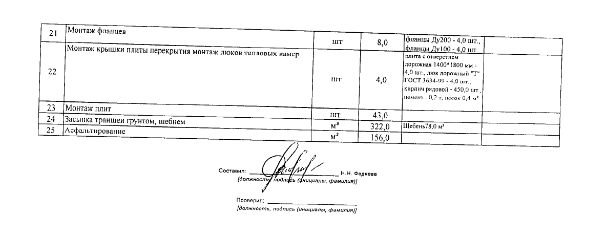 21 Монтаж фланцев шт 8,0 фланцы Ду200 - 4,0 шт.,
фланцы Ду100 - 4,0 шт
22 Монтаж крышки плиты перекрытия монтаж люков тепловых камер шт 4,0 плита с отверстием
дорожная 1400*1800 мм -
4,0 шт., люк дорожный "Т"
ГОСТ 3634-99 - 4,0 шт.,
кирпич рядовой - 450,0 шт.,
цемент - 0,2 т, песок 0,4 м³
23 Монтаж плит шт 43,0
24 Засыпка траншеи грунтом, щебнем м³ 322,0 Щебень78,0 м³
25 Асфальтирование м² 156,0
Составил: Н.Н. Фадеева
[должность, подпись (инициалы, фамилия)]
Проверил:
[должность, подпись (инициалы, фамилия)]